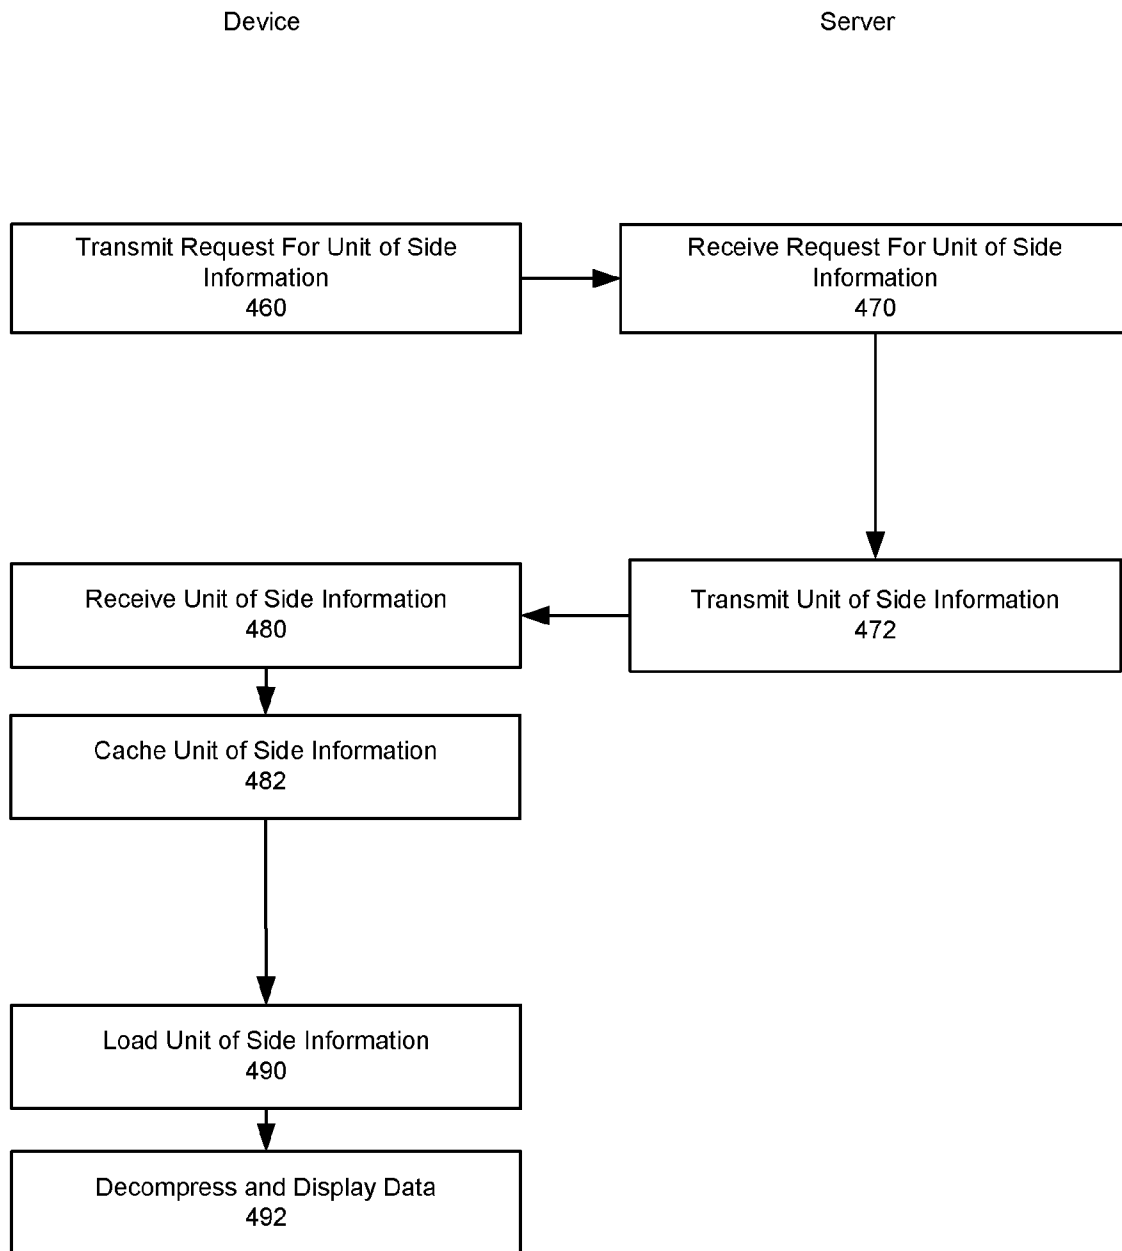 Device
Server
Transmit Request For Unit of Side
Information
460
Receive Request For Unit of Side
Information
470
Receive Unit of Side Information
480
Transmit Unit of Side Information
472
Cache Unit of Side Information
482
Load Unit of Side Information
490
Decompress and Display Data
492